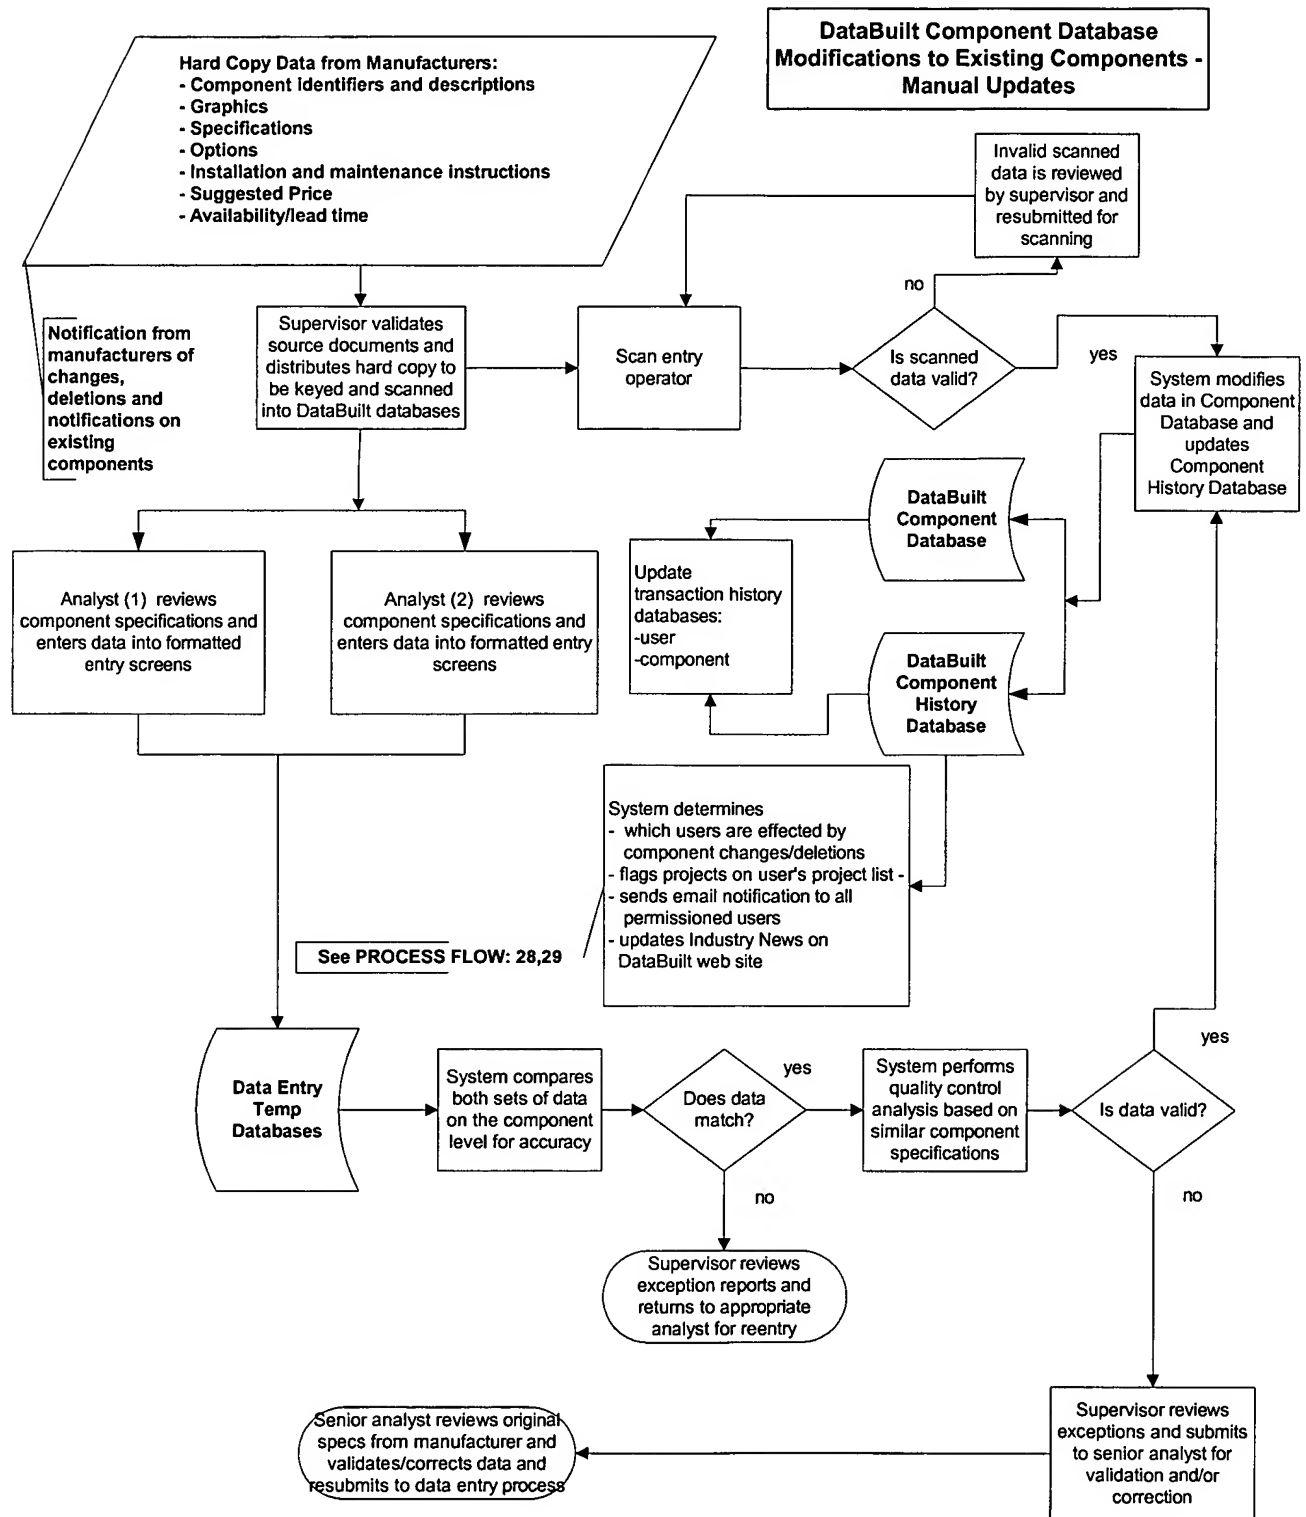 DataBuilt Component Database
Modifications to Existing Components -
Manual Updates
Hard Copy Data from Manufacturers:
- Component identifiers and descriptions
- Graphics
- Specifications
- Options
- Installation and maintenance instructions
- Suggested Price
- Availability/lead time
Invalid scanned
data is reviewed
by supervisor and
resubmitted for
scanning
no
Notification from
manufacturers of
changes,
deletions and
notifications on
existing
components
Supervisor validates
source documents and
distributes hard copy to
be keyed and scanned
into DataBuilt databases
Scan entry
operator
Is scanned
data valid?
yes
System modifies
data in Component
Database and
updates
Component
History Database
DataBuilt
Component
Database
Update
transaction history
databases:
-user
-component
DataBuilt
Component
History
Database
Analyst (1) reviews
component specifications and
enters data into formatted
entry screens
Analyst (2) reviews
component specifications and
enters data into formatted entry
screens
System determines
- which users are effected by
component changes/deletions
- flags projects on user's project list -
- sends email notification to all
permissioned users
- updates Industry News on
DataBuilt web site
See PROCESS FLOW: 28,29
Data Entry
Temp
Databases
System compares
both sets of data
on the component
level for accuracy
Does data
match?
yes
System performs
quality control
analysis based on
similar component
specifications
Is data valid?
yes
no
no
Supervisor reviews
exception reports and
returns to appropriate
analyst for reentry
Senior analyst reviews original
specs from manufacturer and
validates/corrects data and
resubmits to data entry process
Supervisor reviews
exceptions and submits
to senior analyst for
validation and/or
correction